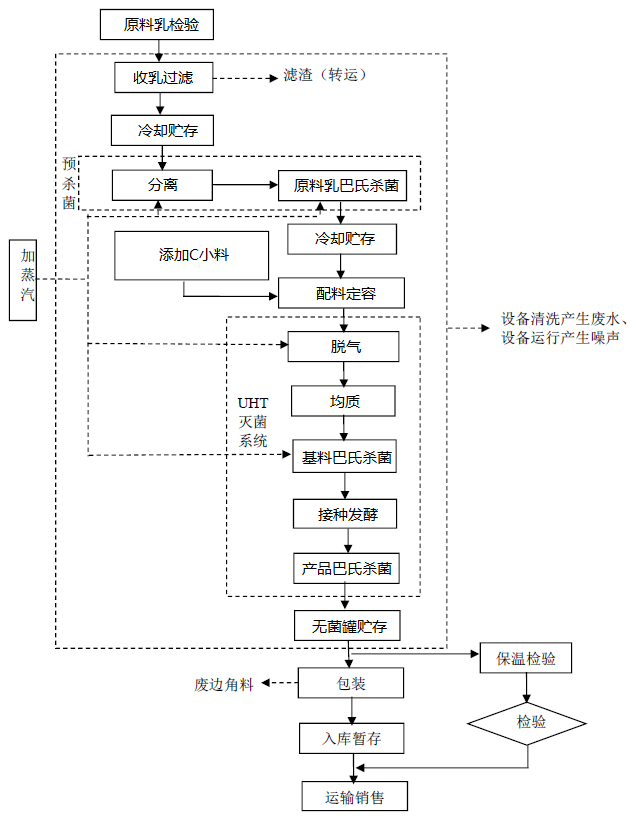 原料乳检验
收乳过滤
滤渣（转运）
冷却贮存
预
杀
菌
分离
原料乳巴氏杀菌
加
蒸
汽
添加C小料
冷却贮存
配料定容
设备清洗产生废水、
设备运行产生噪声
脱气
UHT
灭菌
系统
均质
基料巴氏杀菌
接种发酵
产品巴氏杀菌
无菌罐贮存
保温检验
废边角料
包装
检验
入库暂存
运输销售